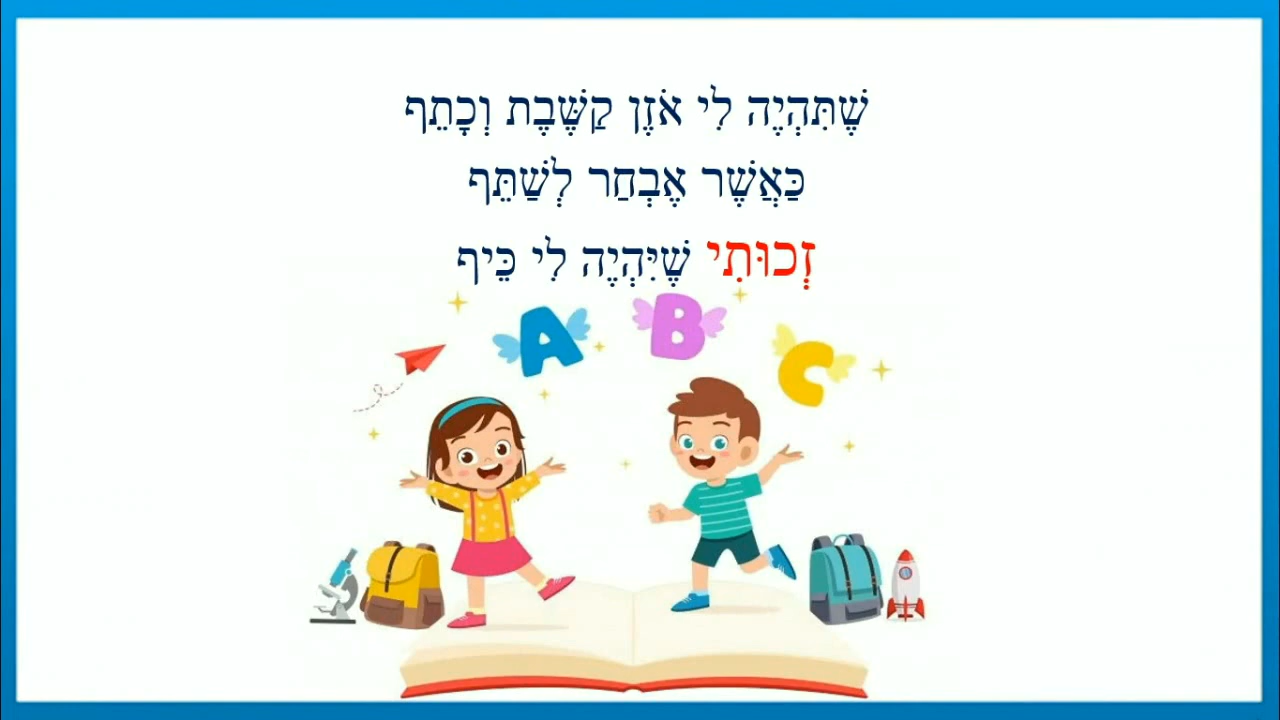 שֶׁתִּהְיֶה לִי אֹזֶן קַשֶּׁבֶת וְכָתֵף
כַּאֲשֶׁר אֶבְחַר לְשַׁתֵּף
זְכוּתִי שֶׁיִּהְיֶה לִי כֵּיף
A B C